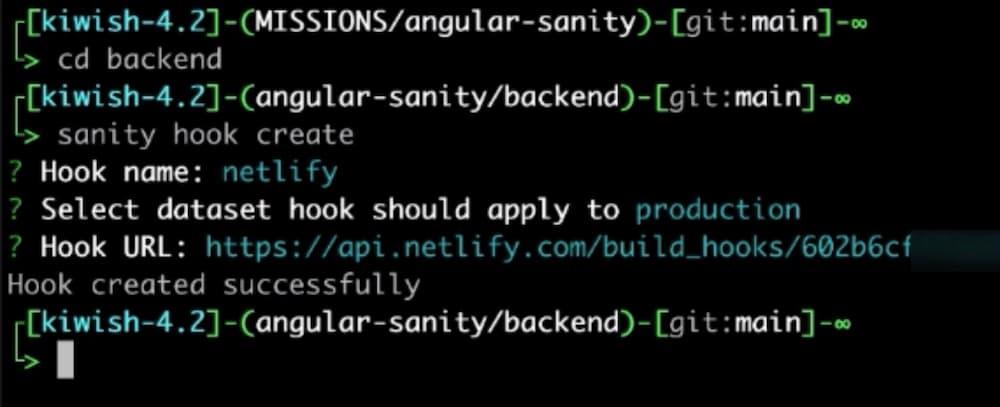 [kiwish-4.2]-(MISSIONS/angular-sanity)-[git:main]-∞
> cd backend
[kiwish-4.2]-(angular-sanity/backend)-[git:main]-∞
> sanity hook create
? Hook name: netlify
? Select dataset hook should apply to production
? Hook URL: https://api.netlify.com/build_hooks/602b6cf
Hook created successfully
[kiwish-4.2]-(angular-sanity/backend)-[git:main]-∞
>